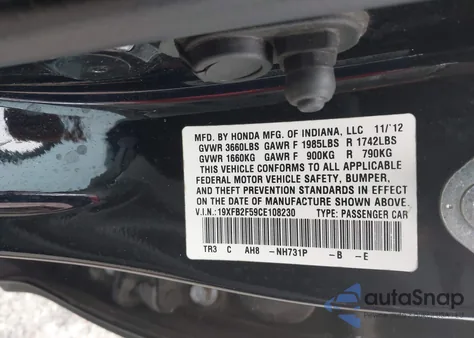 MFD. BY HONDA MFG. OF INDIANA, LLC 11/'12
GVWR 3660LBS GAWR F 1985LBS R 1742LBS
GVWR 1660KG GAWR F 900KG R 790KG
THIS VEHICLE CONFORMS TO ALL APPLICABLE
FEDERAL MOTOR VEHICLE SAFETY, BUMPER,
AND THEFT PREVENTION STANDARDS IN EFFECT
ON THE DATE OF MANUFACTURE SHOWN ABOVE.
V.I.N.: 19XFB2F59CE108230 TYPE: PASSENGER CAR
TR3 C AH8 -NH731P -B -E
autaSnap